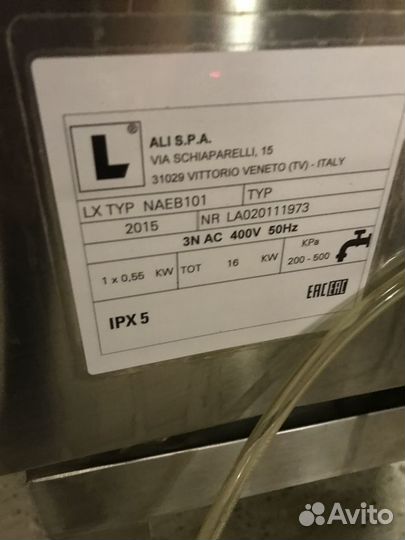 L®
ALI S.P.A.
VIA SCHIAPARELLI, 15
31029 VITTORIO VENETO (TV) - ITALY
LX TYP NAEB101 TYP
2015 NR LA020111973
3N AC 400V 50Hz
1 x 0,55 KW TOT 16 KW KPa 200 - 500
IPX 5 EAC EAC
Avito